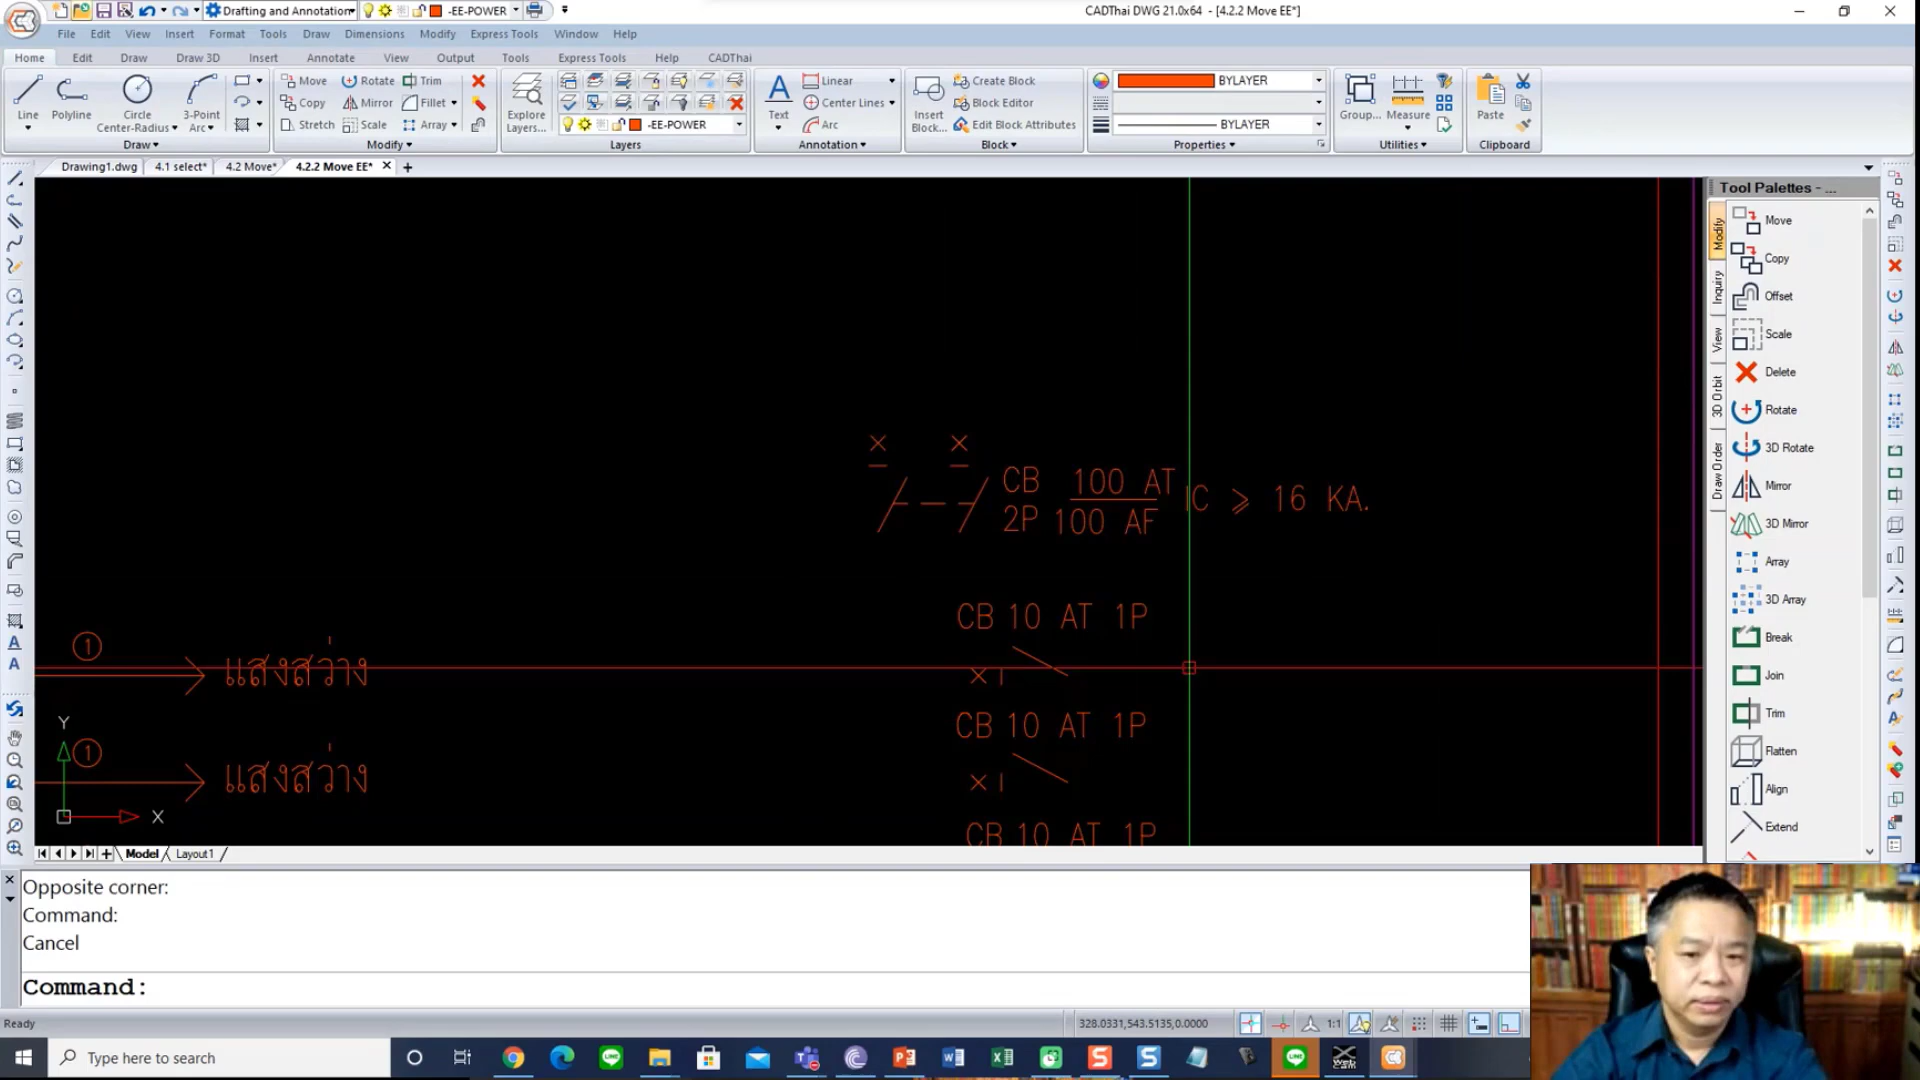 Drafting and Annotation
-EE-POWER
CADThai DWG 21.0x64 - [4.2.2 Move EE*]
File Edit View Insert Format Tools Draw Dimensions Modify Express Tools Window Help
Home Edit Draw Draw 3D Insert Annotate View Output Tools Express Tools Help CADThai
Line
Polyline
Circle
Center-Radius
3-Point
Arc
Draw
Move Rotate Trim
Copy Mirror Fillet
Stretch Scale Array
Modify
Explore
Layers...
-EE-POWER
Layers
Text
Linear
Center Lines
Arc
Annotation
Insert
Block...
Create Block
Block Editor
Edit Block Attributes
Block
BYLAYER
BYLAYER
Properties
Group...
Measure
Utilities
Paste
Clipboard
Drawing1.dwg 4.1 select* 4.2 Move* 4.2.2 Move EE*
Tool Palettes - ...
Modify
Inquiry
View
3D Orbit
Draw Order
Move
Copy
Offset
Scale
Delete
Rotate
3D Rotate
Mirror
3D Mirror
Array
3D Array
Break
Join
Trim
Flatten
Align
Extend
x x
CB 100 AT IC ⩾ 16 KA.
2P 100 AF
CB 10 AT 1P
1 แสงสว่าง
CB 10 AT 1P
1 แสงสว่าง
CB 10 AT 1P
Y
X
Model Layout1
Opposite corner:
Command:
Cancel
Command:
Ready
328.0331,543.5135,0.0000
1:1
Type here to search